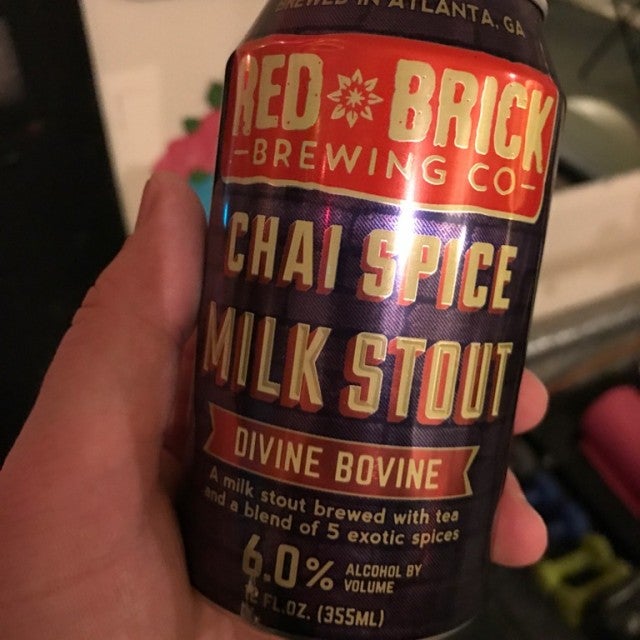 BREWED IN ATLANTA, GA
RED BRICK
BREWING CO
CHAI SPICE
MILK STOUT
DIVINE BOVINE
A milk stout brewed with tea
and a blend of 5 exotic spices
6.0% ALCOHOL BY
VOLUME
12 FL.OZ. (355ML)